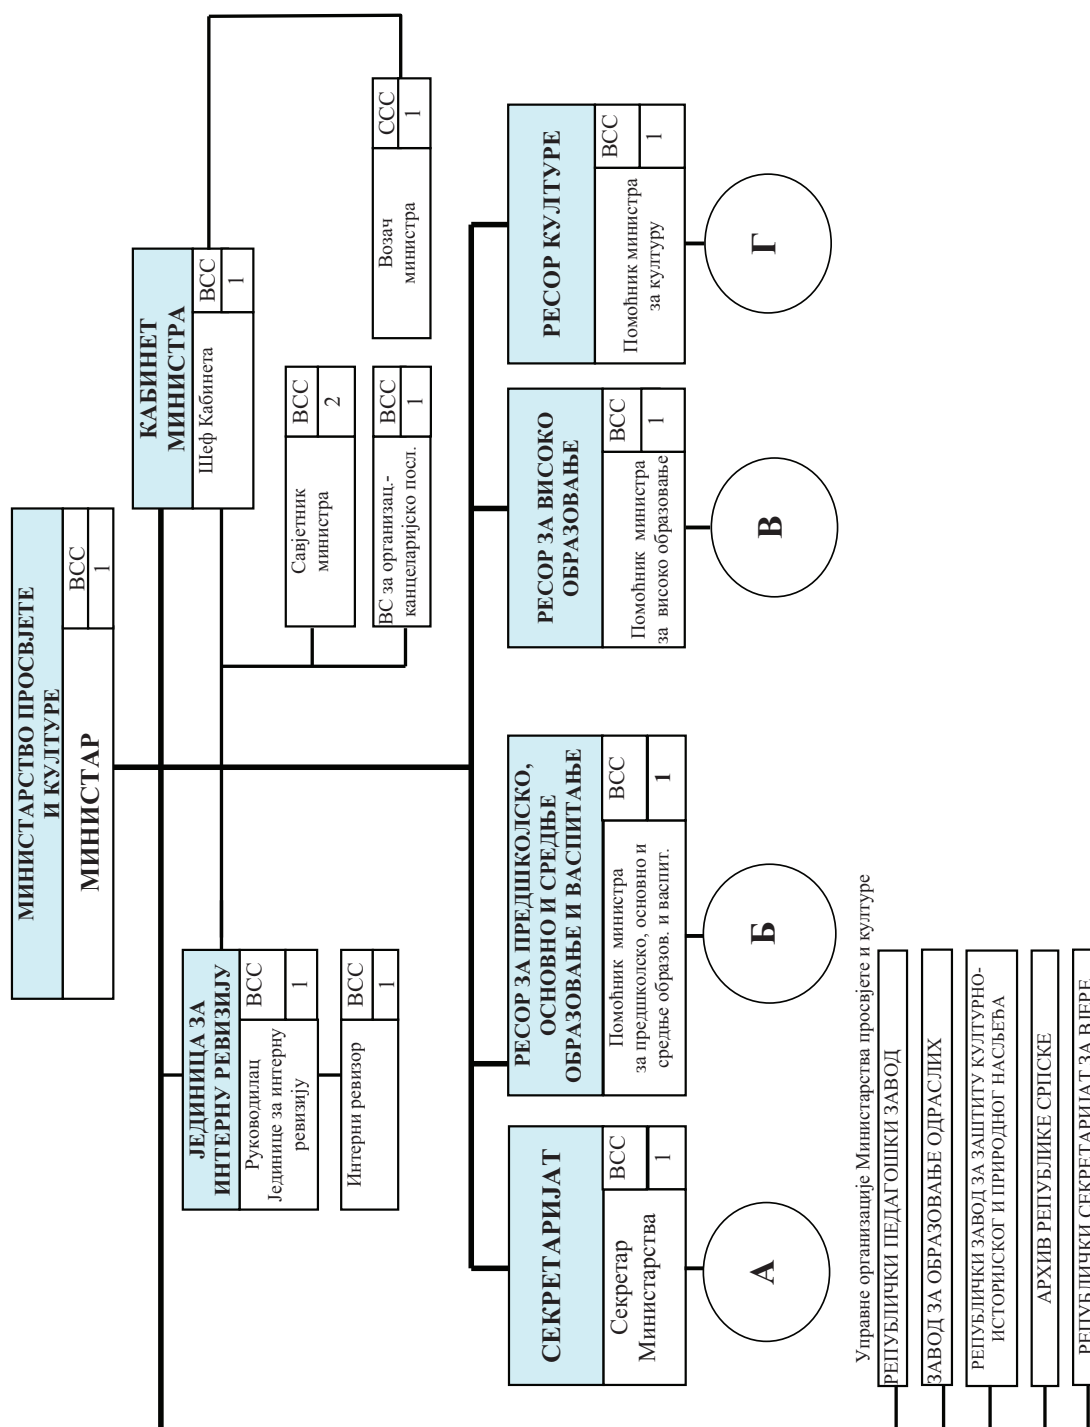 МИНИСТАРСТВО ПРОСВЈЕТЕ
И КУЛТУРЕ
МИНИСТАР
ВСС
1
КАБИНЕТ
МИНИСТРА
Шеф Кабинета
ВСС
1
ЈЕДИНИЦА ЗА
ИНТЕРНУ РЕВИЗИЈУ
Руководилац
Јединице за интерну
ревизију
ВСС
1
Интерни ревизор
ВСС
1
Савјетник
министра
ВСС
2
ВС за организац.-
канцеларијско посл.
ВСС
1
Возач
министра
ССС
1
СЕКРЕТАРИЈАТ
Секретар
Министарства
ВСС
1
А
РЕСОР ЗА ПРЕДШКОЛСКО,
ОСНОВНО И СРЕДЊЕ
ОБРАЗОВАЊЕ И ВАСПИТАЊЕ
Помоћник министра
за предшколско, основно и
средње образов. и васпит.
ВСС
1
Б
РЕСОР ЗА ВИСОКО
ОБРАЗОВАЊЕ
Помоћник министра
за високо образовање
ВСС
1
В
РЕСОР КУЛТУРЕ
Помоћник министра
за културу
ВСС
1
Г
Управне организације Министарства просвјете и културе
РЕПУБЛИЧКИ ПЕДАГОШКИ ЗАВОД
ЗАВОД ЗА ОБРАЗОВАЊЕ ОДРАСЛИХ
РЕПУБЛИЧКИ ЗАВОД ЗА ЗАШТИТУ КУЛТУРНО-
ИСТОРИЈСКОГ И ПРИРОДНОГ НАСЉЕЂА
АРХИВ РЕПУБЛИКЕ СРПСКЕ
РЕПУБЛИЧКИ СЕКРЕТАРИЈАТ ЗА ВЈЕРЕ